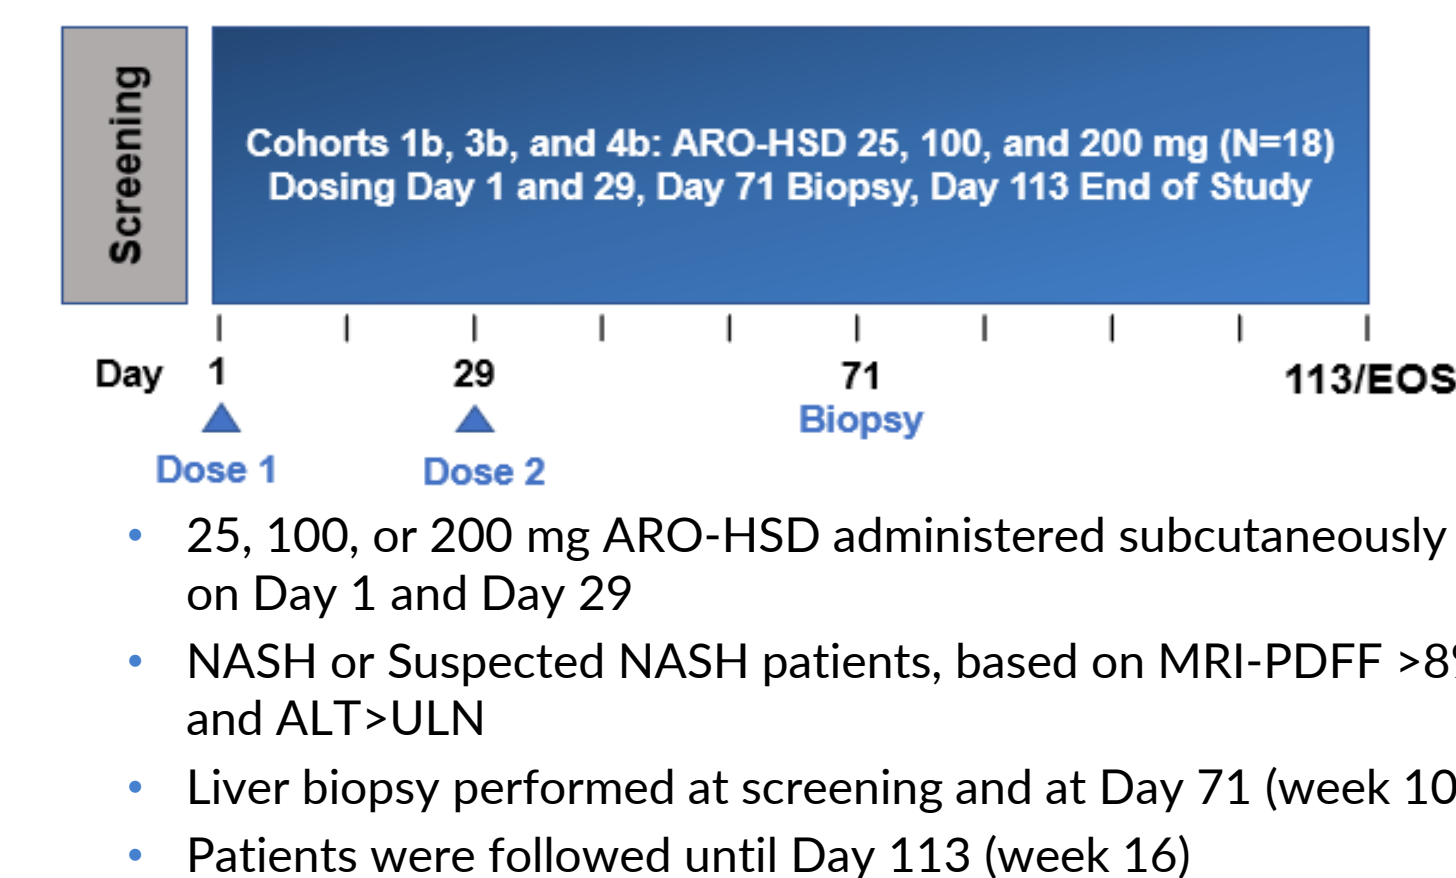 Screening
Cohorts 1b, 3b, and 4b: ARO-HSD 25, 100, and 200 mg (N=18)
Dosing Day 1 and 29, Day 71 Biopsy, Day 113 End of Study
Day 1 29 71 113/EOS
Biopsy
Dose 1 Dose 2
• 25, 100, or 200 mg ARO-HSD administered subcutaneously
on Day 1 and Day 29
• NASH or Suspected NASH patients, based on MRI-PDFF >8%
and ALT>ULN
• Liver biopsy performed at screening and at Day 71 (week 10
• Patients were followed until Day 113 (week 16)